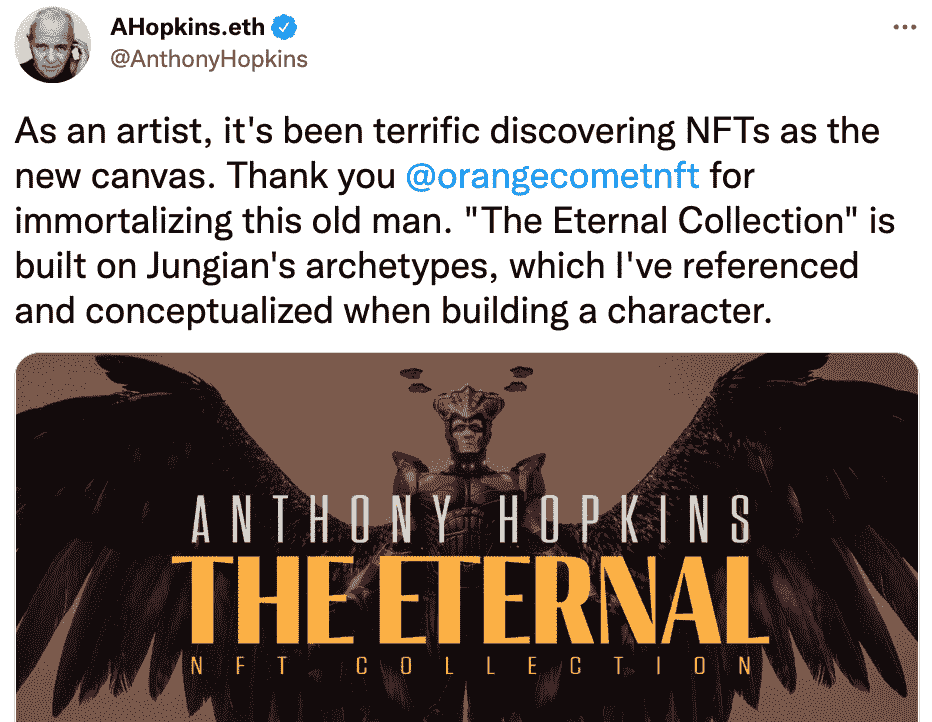 AHopkins.eth
@AnthonyHopkins
As an artist, it's been terrific discovering NFTs as the
new canvas. Thank you @orangecometnft for
immortalizing this old man. "The Eternal Collection" is
built on Jungian's archetypes, which I've referenced
and conceptualized when building a character.
ANTHONY HOPKINS
THE ETERNAL
NFT COLLECTION